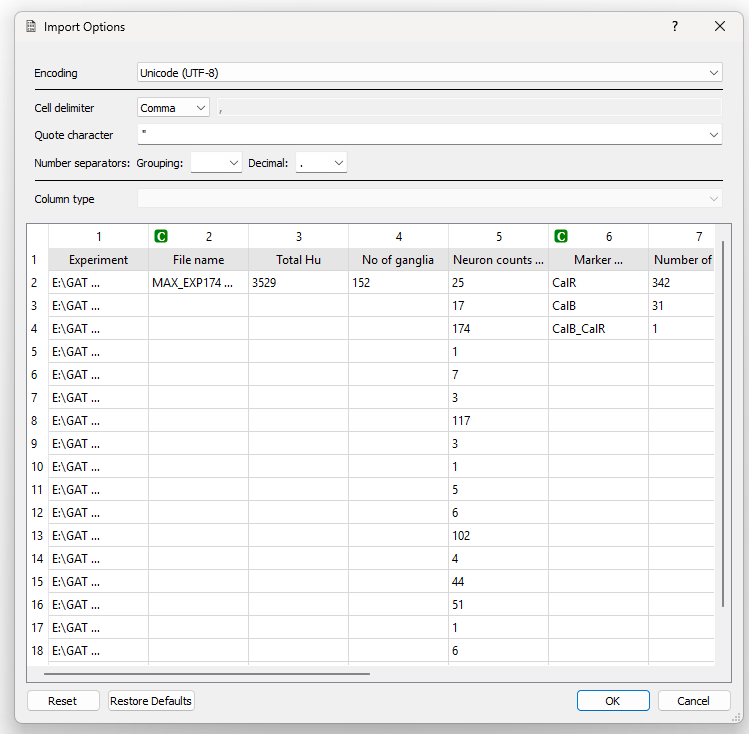 Import Options ?
Encoding Unicode (UTF-8)
Cell delimiter Comma ,
Quote character "
Number separators: Grouping: Decimal: .
Column type
1 C 2 3 4 5 C 6 7
1 Experiment File name Total Hu No of ganglia Neuron counts ... Marker ... Number of
2 E:\GAT ... MAX_EXP174 ... 3529 152 25 CalR 342
3 E:\GAT ... 17 CalB 31
4 E:\GAT ... 174 CalB_CalR 1
5 E:\GAT ... 1
6 E:\GAT ... 7
7 E:\GAT ... 3
8 E:\GAT ... 117
9 E:\GAT ... 3
10 E:\GAT ... 1
11 E:\GAT ... 5
12 E:\GAT ... 6
13 E:\GAT ... 102
14 E:\GAT ... 4
15 E:\GAT ... 44
16 E:\GAT ... 51
17 E:\GAT ... 1
18 E:\GAT ... 6
Reset Restore Defaults OK Cancel